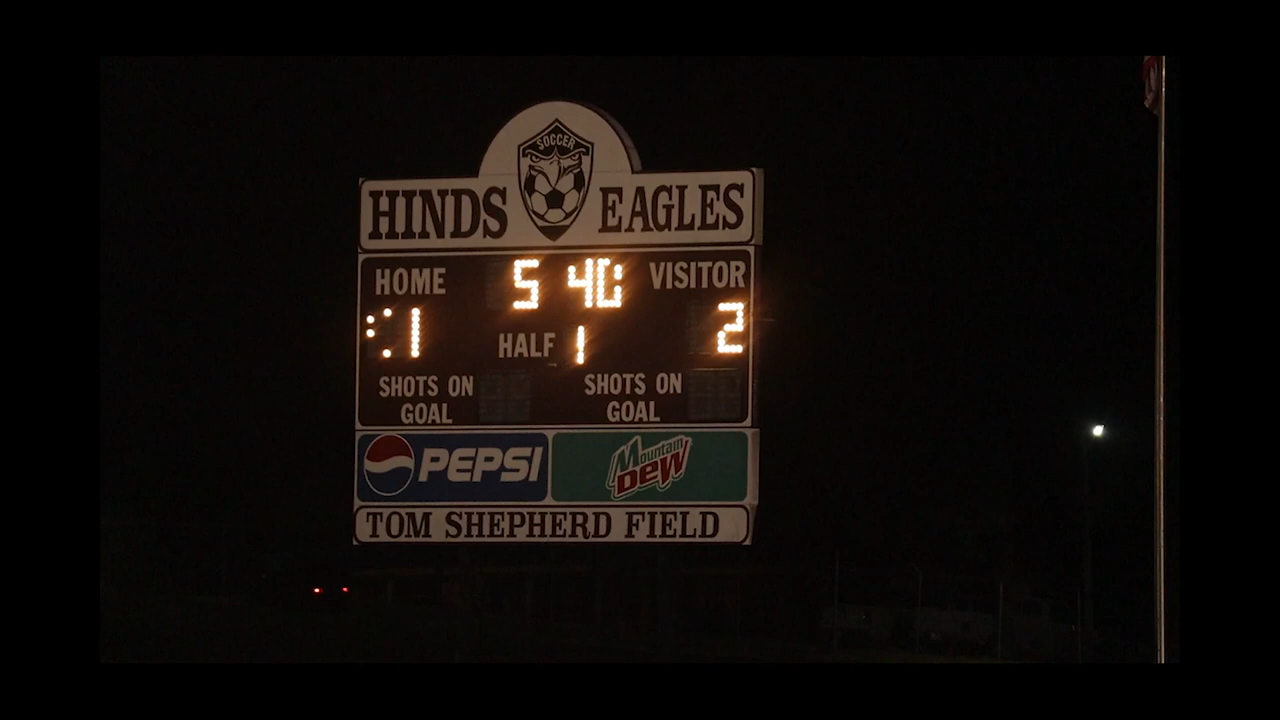 SOCCER
HINDS EAGLES
HOME 5 40 VISITOR
1 HALF 1 2
SHOTS ON GOAL
SHOTS ON GOAL
PEPSI
Mountain Dew
TOM SHEPHERD FIELD